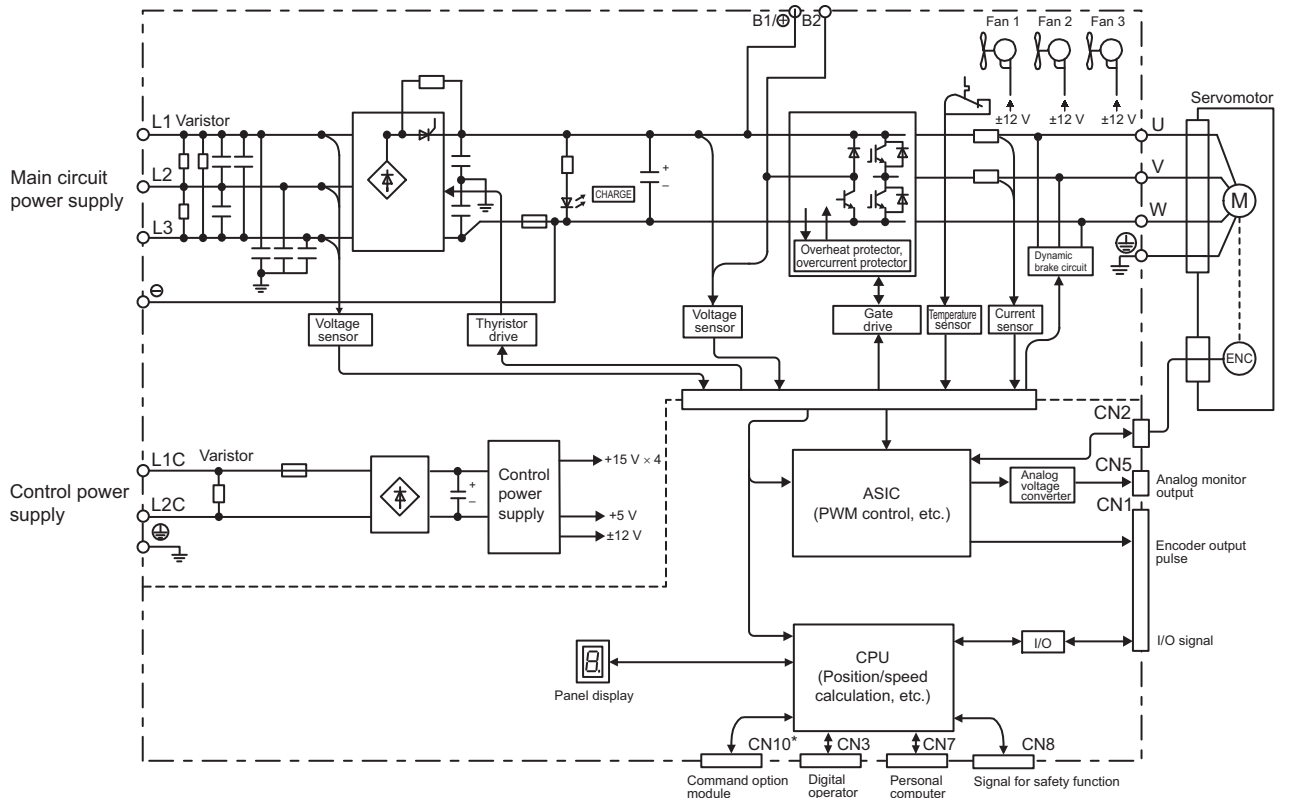 B1/⊕ B2
Fan 1 Fan 2 Fan 3
±12 V ±12 V ±12 V
Servomotor
L1 Varistor
U
Main circuit
power supply
L2
V
CHARGE
+
–
M
L3
W
Overheat protector,
overcurrent protector
Dynamic
brake circuit
⊖
Voltage
sensor
Thyristor
drive
Voltage
sensor
Gate
drive
Temperature
sensor
Current
sensor
ENC
CN2
Control power
supply
L1C Varistor
L2C
+
–
Control
power
supply
+15 V × 4
+5 V
±12 V
ASIC
(PWM control, etc.)
Analog
voltage
converter
CN5
Analog monitor
output
CN1
Encoder output
pulse
CPU
(Position/speed
calculation, etc.)
I/O
I/O signal
8.
Panel display
CN10* CN3 CN7 CN8
Command option
module
Digital
operator
Personal
computer
Signal for safety function